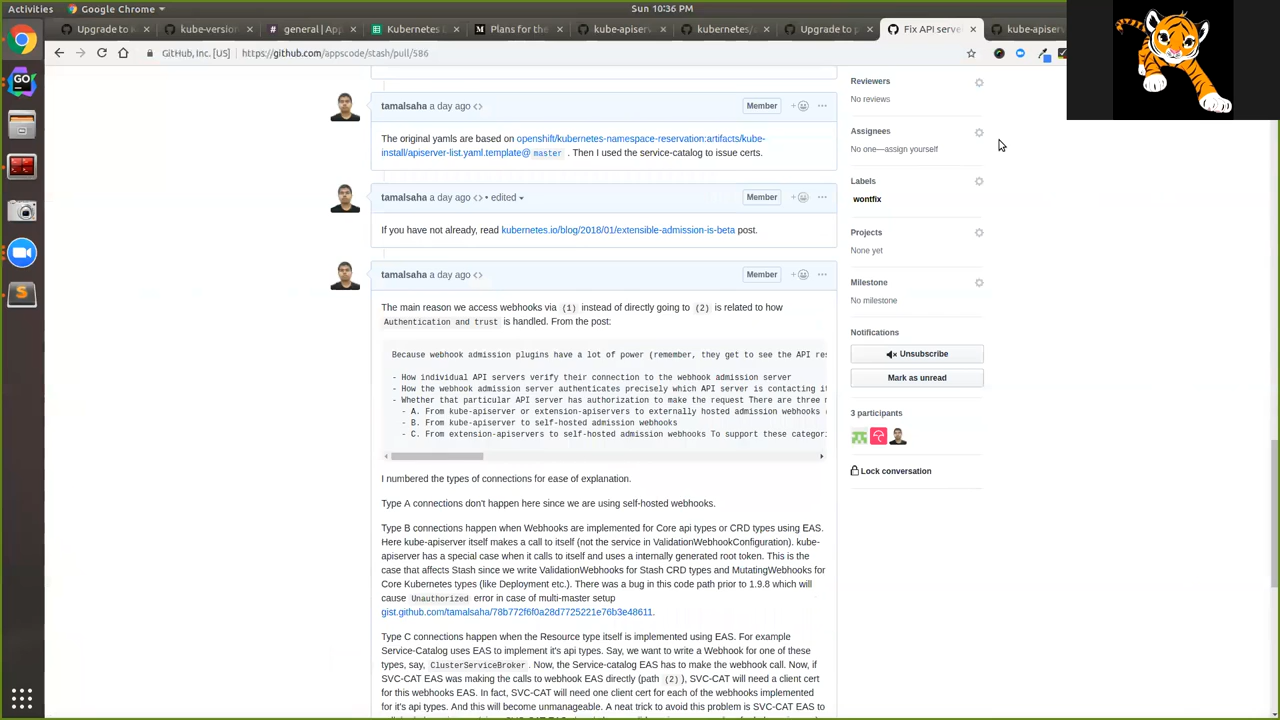 Activities
Google Chrome
Sun 10:36 PM
Upgrade to k
kube-version
general | App
Kubernetes I
Plans for the
kube-apiserv
kubernetes/
Upgrade to p
Fix API server
kube-apiserv
GitHub, Inc. [US] https://github.com/appscode/stash/pull/586
tamalsaha a day ago
Member
The original yamls are based on openshift/kubernetes-namespace-reservation:artifacts/kube-
install/apiserver-list.yaml.template@ master . Then I used the service-catalog to issue certs.
tamalsaha a day ago • edited
Member
If you have not already, read kubernetes.io/blog/2018/01/extensible-admission-is-beta post.
tamalsaha a day ago
Member
The main reason we access webhooks via (1) instead of directly going to (2) is related to how
Authentication and trust is handled. From the post:
Because webhook admission plugins have a lot of power (remember, they get to see the API res
- How individual API servers verify their connection to the webhook admission server
- How the webhook admission server authenticates precisely which API server is contacting it
- Whether that particular API server has authorization to make the request There are three m
- A. From kube-apiserver or extension-apiservers to externally hosted admission webhooks (
- B. From kube-apiserver to self-hosted admission webhooks
- C. From extension-apiservers to self-hosted admission webhooks To support these categori
I numbered the types of connections for ease of explanation.
Type A connections don't happen here since we are using self-hosted webhooks.
Type B connections happen when Webhooks are implemented for Core api types or CRD types using EAS.
Here kube-apiserver itself makes a call to itself (not the service in ValidationWebhookConfiguration). kube-
apiserver has a special case when it calls to itself and uses a internally generated root token. This is the
case that affects Stash since we write ValidationWebhooks for Stash CRD types and MutatingWebhooks for
Core Kubernetes types (like Deployment etc.). There was a bug in this code path prior to 1.9.8 which will
cause Unauthorized error in case of multi-master setup
gist.github.com/tamalsaha/78b772f6f0a28d7725221e76b3e48611.
Type C connections happen when the Resource type itself is implemented using EAS. For example
Service-Catalog uses EAS to implement it's api types. Say, we want to write a Webhook for one of these
types, say, ClusterServiceBroker. Now, the Service-catalog EAS has to make the webhook call. Now, if
SVC-CAT EAS was making the calls to webhook EAS directly (path (2)), SVC-CAT will need a client cert
for this webhooks EAS. In fact, SVC-CAT will need one client cert for each of the webhooks implemented
for it's api types. And this will become unmanageable. A neat trick to avoid this problem is SVC-CAT EAS to
Reviewers
No reviews
Assignees
No one—assign yourself
Labels
wontfix
Projects
None yet
Milestone
No milestone
Notifications
Unsubscribe
Mark as unread
3 participants
Lock conversation